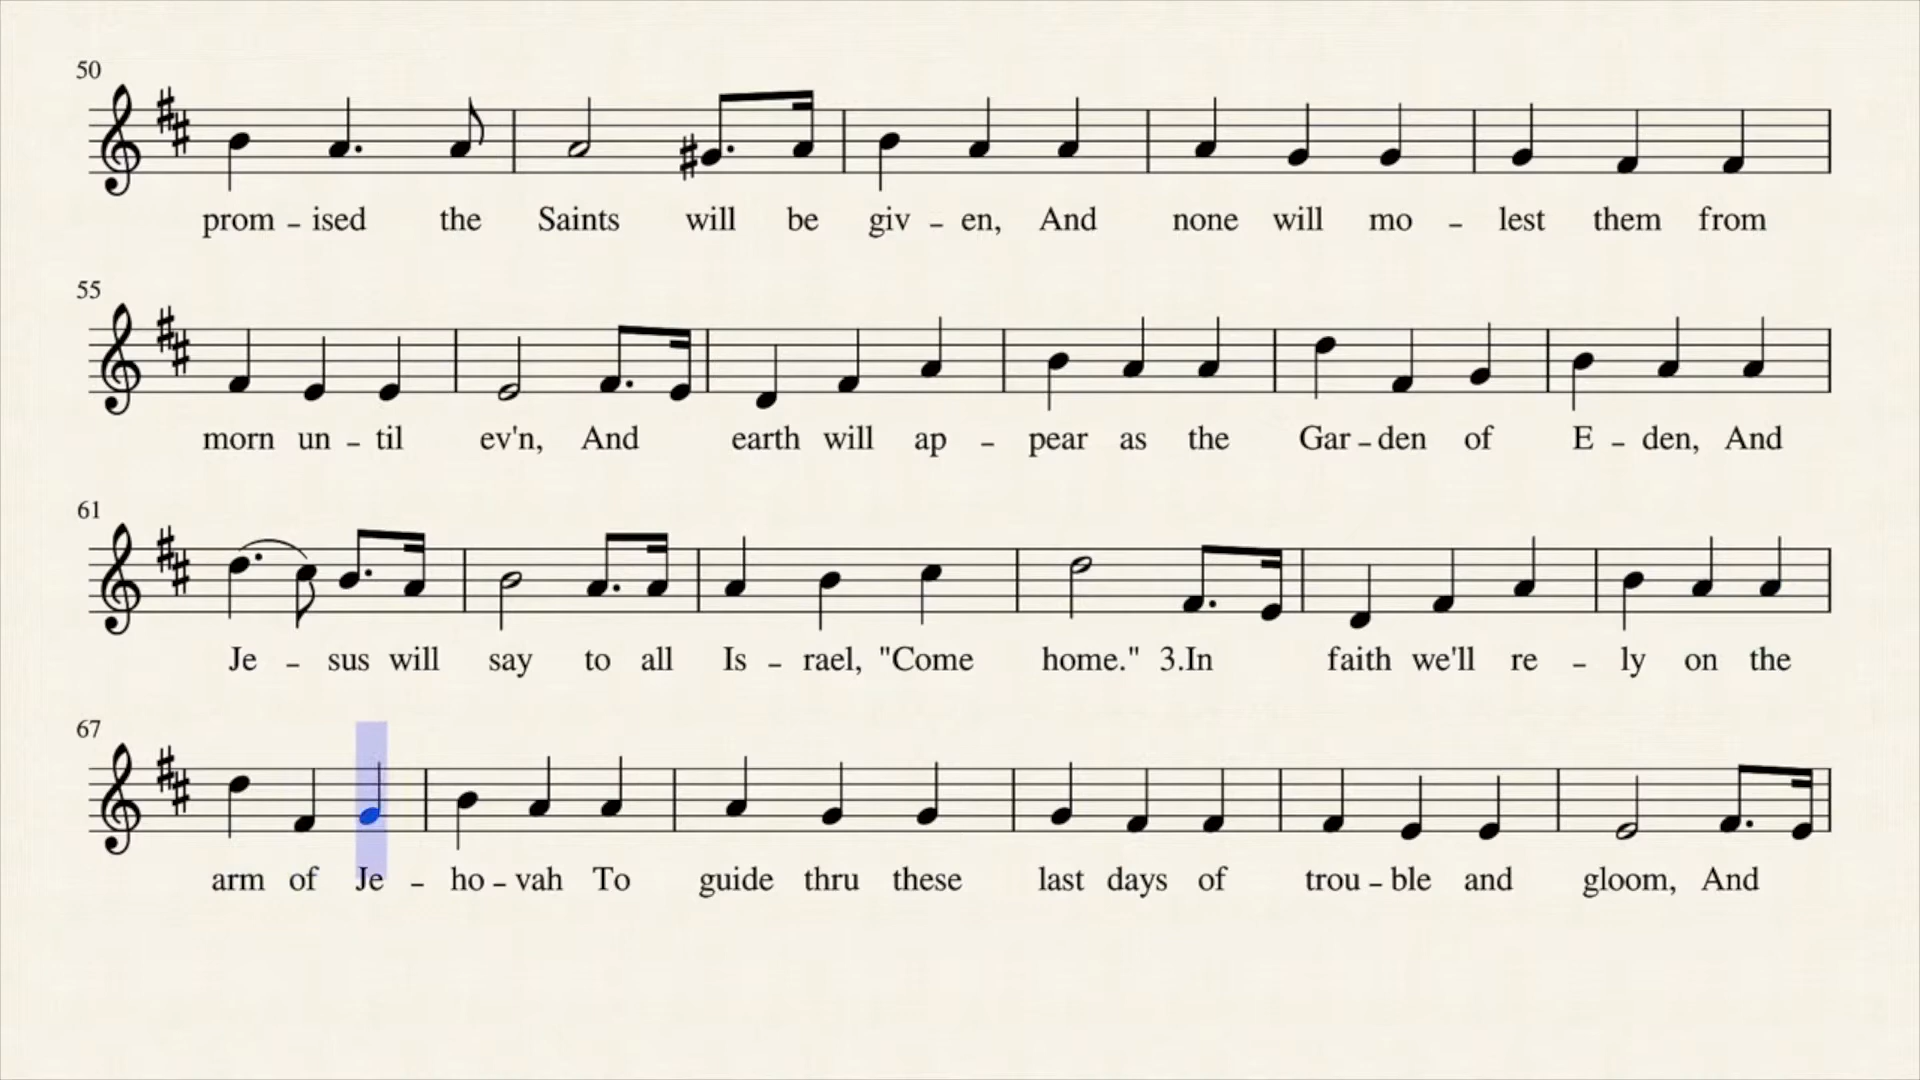 50
prom – ised the Saints will be giv – en, And none will mo – lest them from
55
morn un – til ev'n, And earth will ap – pear as the Gar – den of E – den, And
61
Je – sus will say to all Is – rael, "Come home." 3.In faith we'll re – ly on the
67
arm of Je – ho – vah To guide thru these last days of trou – ble and gloom, And